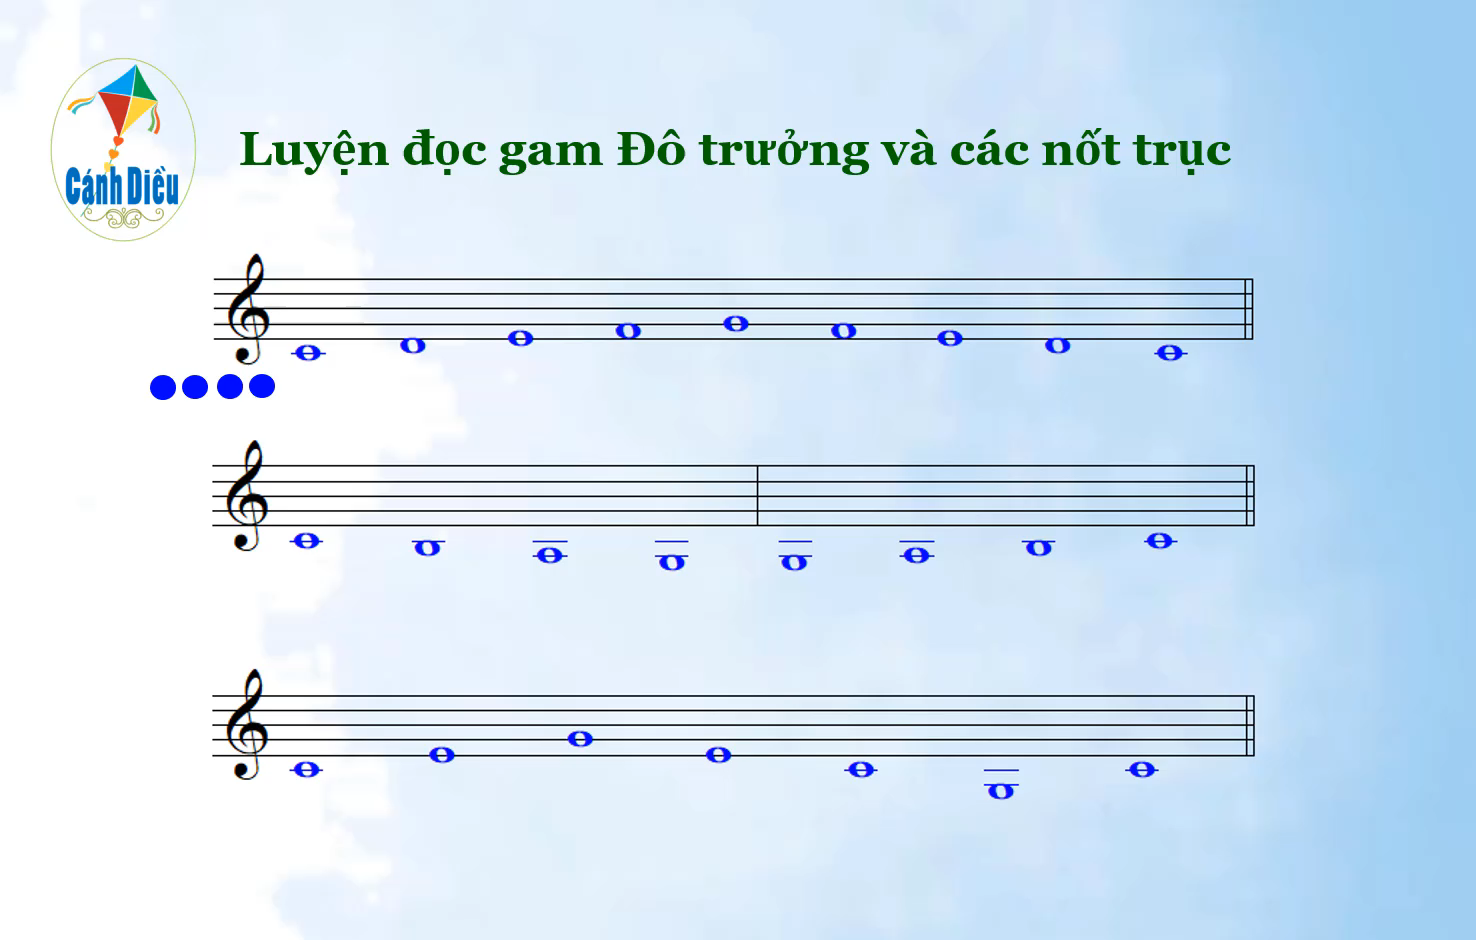 Cánh Diều
Luyện đọc gam Đô trưởng và các nốt trục